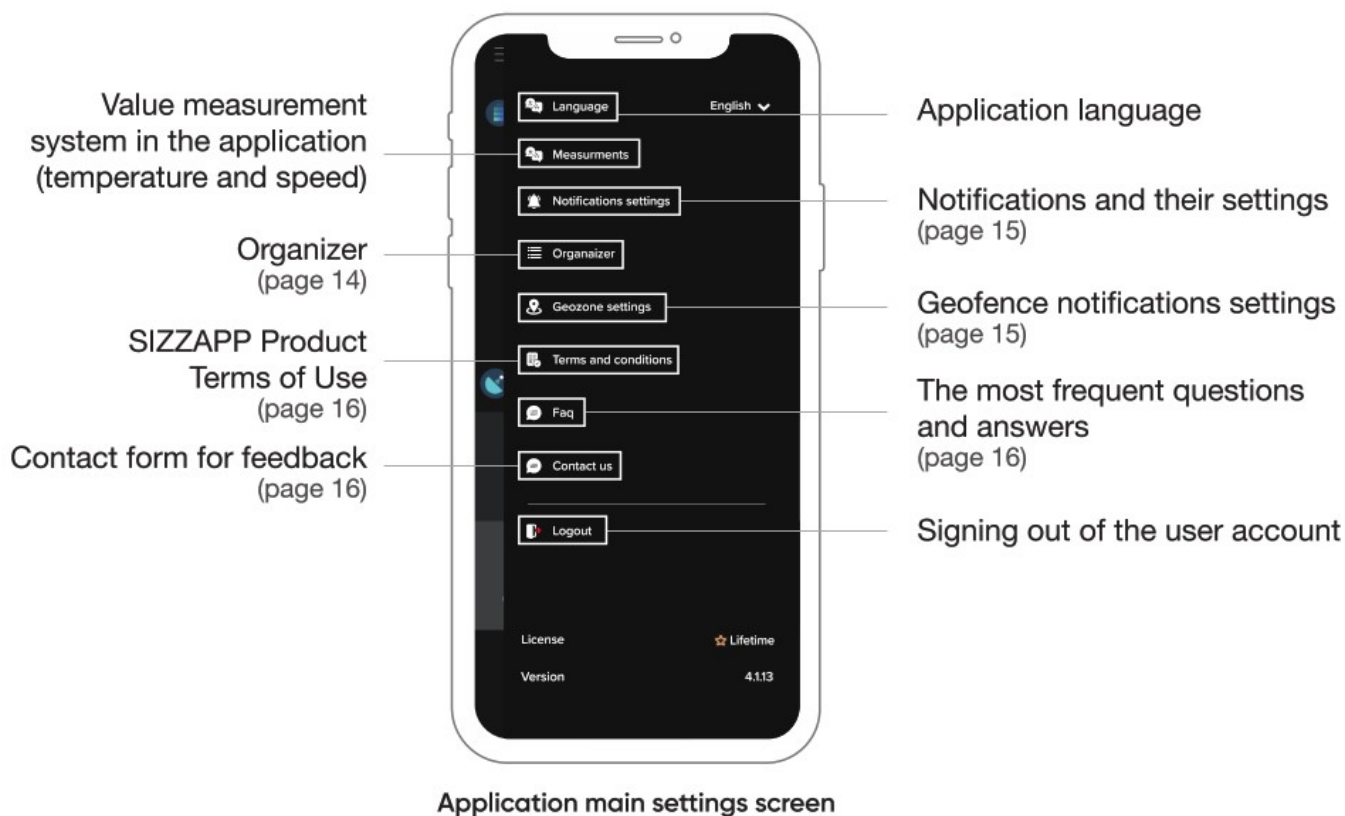 Value measurement
system in the application
(temperature and speed)
Organizer
(page 14)
SIZZAPP Product
Terms of Use
(page 16)
Contact form for feedback
(page 16)
Language
English
Measurments
Notifications settings
Organaizer
Geozone settings
Terms and conditions
Faq
Contact us
Logout
License
Lifetime
Version
4.1.13
Application language
Notifications and their settings
(page 15)
Geofence notifications settings
(page 15)
The most frequent questions
and answers
(page 16)
Signing out of the user account
Application main settings screen